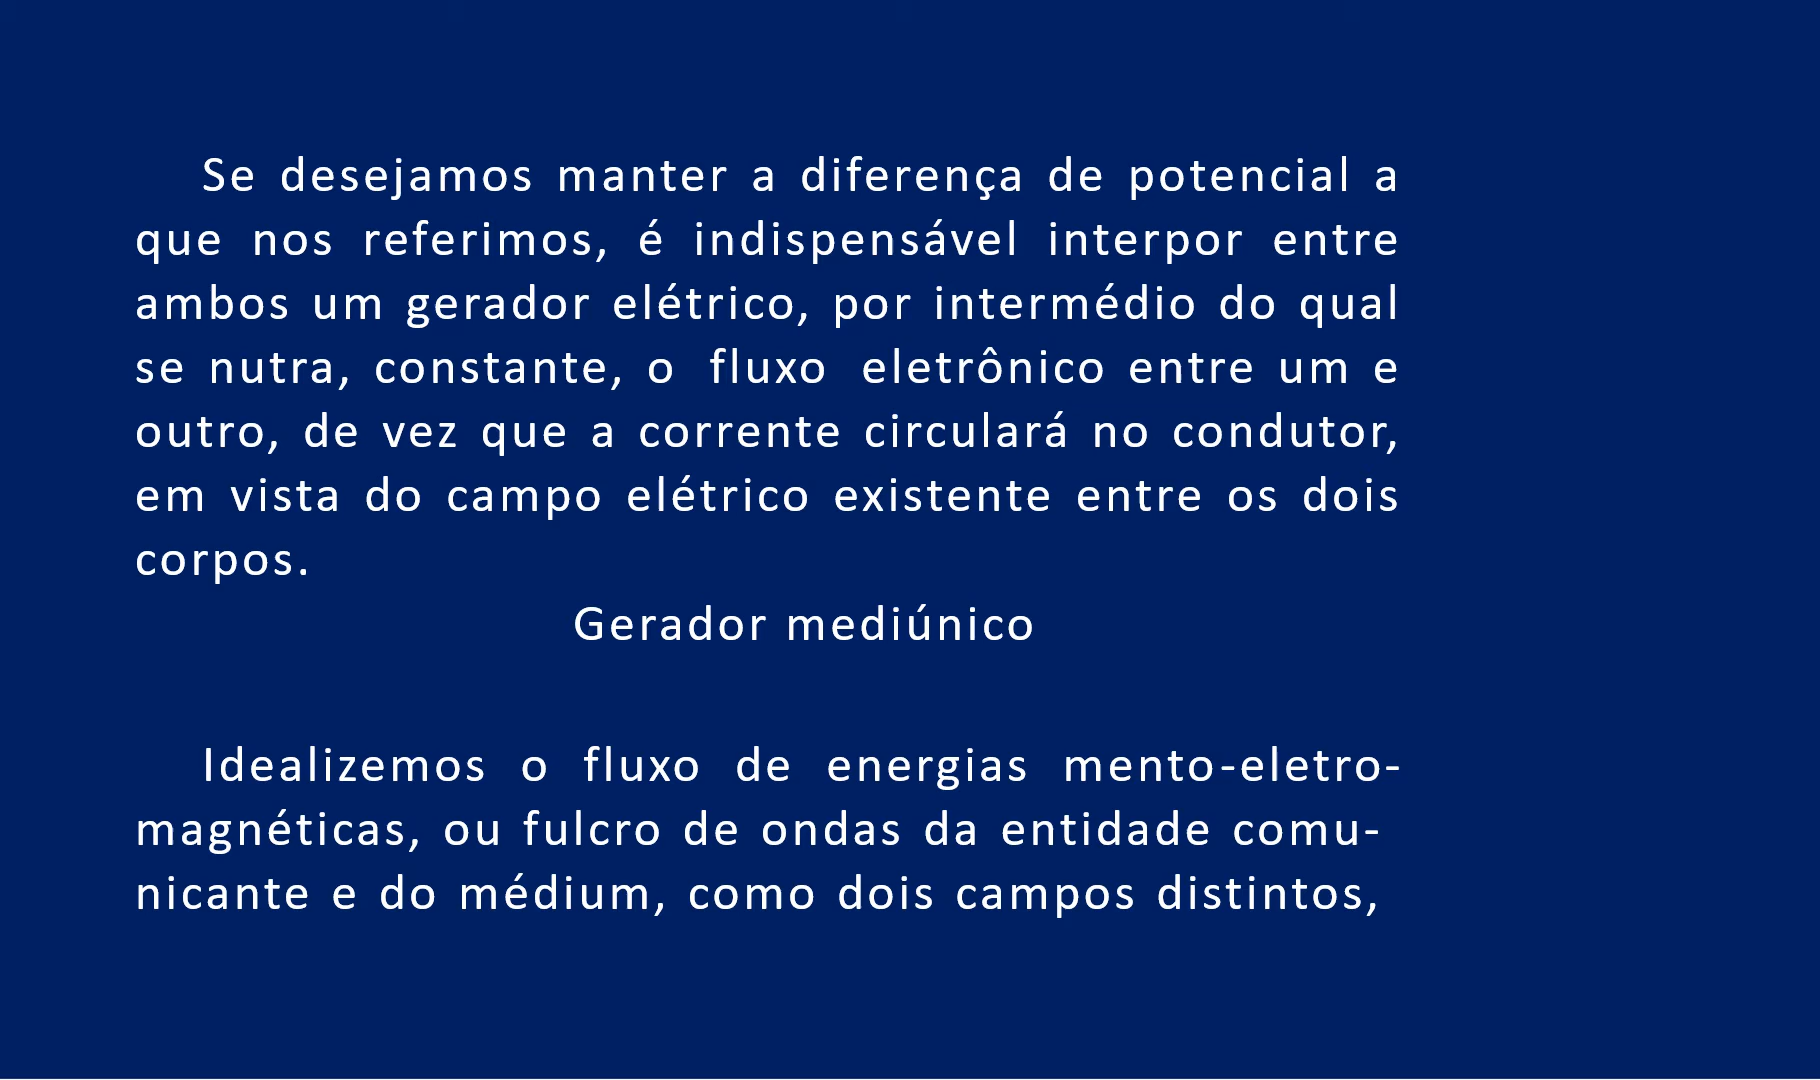 Se desejamos manter a diferença de potencial a
que nos referimos, é indispensável interpor entre
ambos um gerador elétrico, por intermédio do qual
se nutra, constante, o fluxo eletrônico entre um e
outro, de vez que a corrente circulará no condutor,
em vista do campo elétrico existente entre os dois
corpos.
Gerador mediúnico
Idealizemos o fluxo de energias mento-eletro-
magnéticas, ou fulcro de ondas da entidade comu-
nicante e do médium, como dois campos distintos,